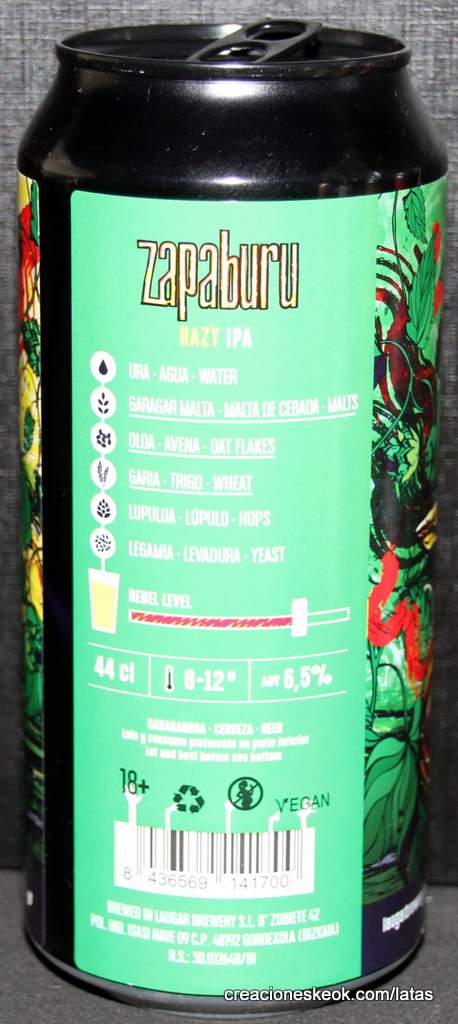 zapaburu
HAZY IPA
URA · AGUA · WATER
GARAGAR MALTA · MALTA DE CEBADA · MALTS
OLOA · AVENA · OAT FLAKES
GARIA · TRIGO · WHEAT
LUPULUA · LÚPULO · HOPS
LEGAMIA · LEVADURA · YEAST
REBEL LEVEL
44 cl 8-12º ABV 6,5%
GARAGARDOA · CERVEZA · BEER
Lote y consumo preferente en parte inferior
Lot and best before see bottom
18+ VEGAN
8 436569 141700
BREWED IN LAUGAR BREWERY S.L. Bº ZUBIETE 42
POL. IND. ISASI NAVE 09 C.P. 48192 GORDEXOLA (BIZKAIA)
R.S.: 30.012648/BI
creacioneskeok.com/latas